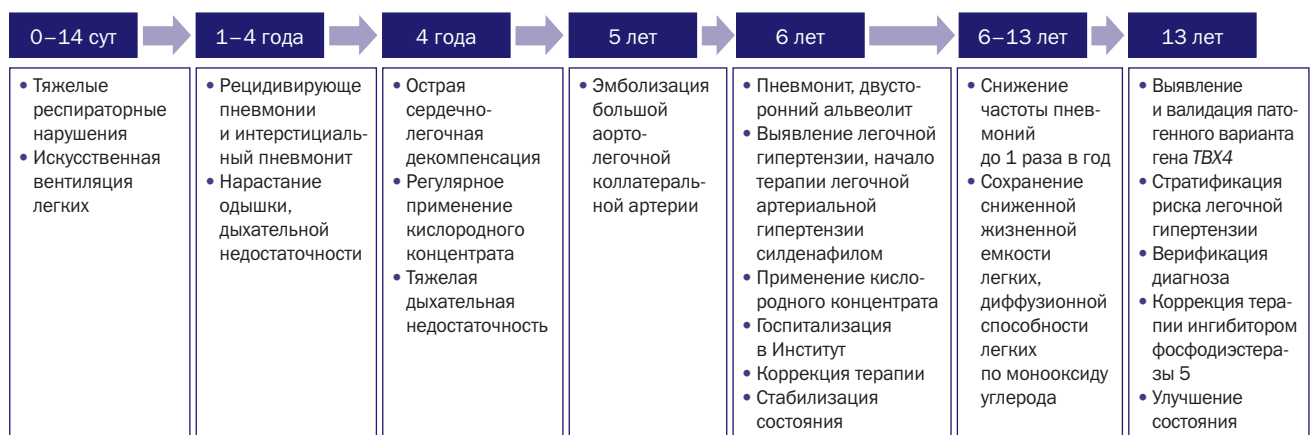 0–14 сут
1–4 года
4 года
5 лет
6 лет
6–13 лет
13 лет
• Тяжелые
респираторные
нарушения
• Искусственная
вентиляция
легких
• Рецидивирующе
пневмонии
и интерстициаль-
ный пневмонит
• Нарастание
одышки,
дыхательной
недостаточности
• Острая
сердечно-
легочная
декомпенсация
• Регулярное
применение
кислородного
концентрата
• Тяжелая
дыхательная
недостаточность
• Эмболизация
большой
аорто-
легочной
коллатераль-
ной артерии
• Пневмонит, двусто-
ронний альвеолит
• Выявление легочной
гипертензии, начало
терапии легочной
артериальной
гипертензии
силденафилом
• Применение кисло-
родного концентрата
• Госпитализация
в Институт
• Коррекция терапии
• Стабилизация
состояния
• Снижение
частоты пнев-
моний
до 1 раза в год
• Сохранение
сниженной
жизненной
емкости
легких,
диффузионной
способности
легких
по монооксиду
углерода
• Выявление
и валидация пато-
генного варианта
гена TBX4
• Стратификация
риска легочной
гипертензии
• Верификация
диагноза
• Коррекция тера-
пии ингибитором
фосфодиэстера-
зы 5
• Улучшение
состояния